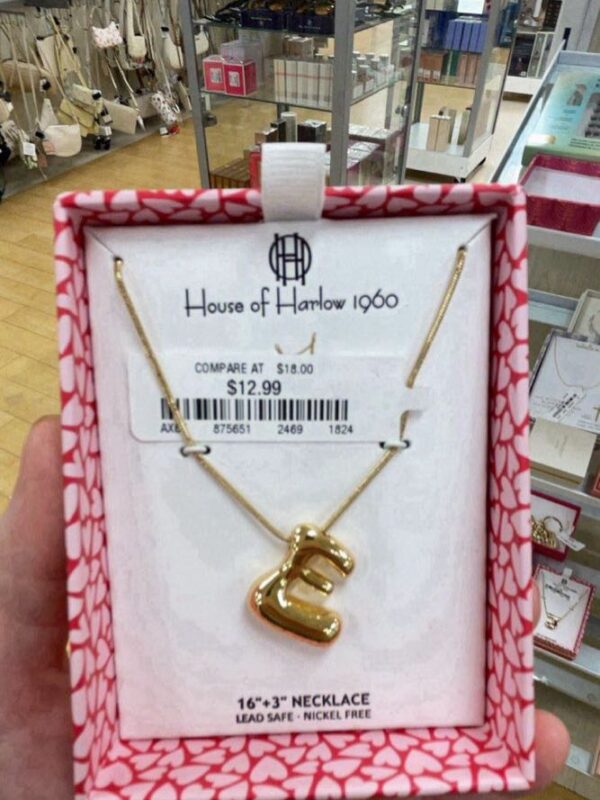 House of Harlow 1960
COMPARE AT $18.00
$12.99
875651 2469 1824
E
16"+3" NECKLACE
LEAD SAFE · NICKEL FREE